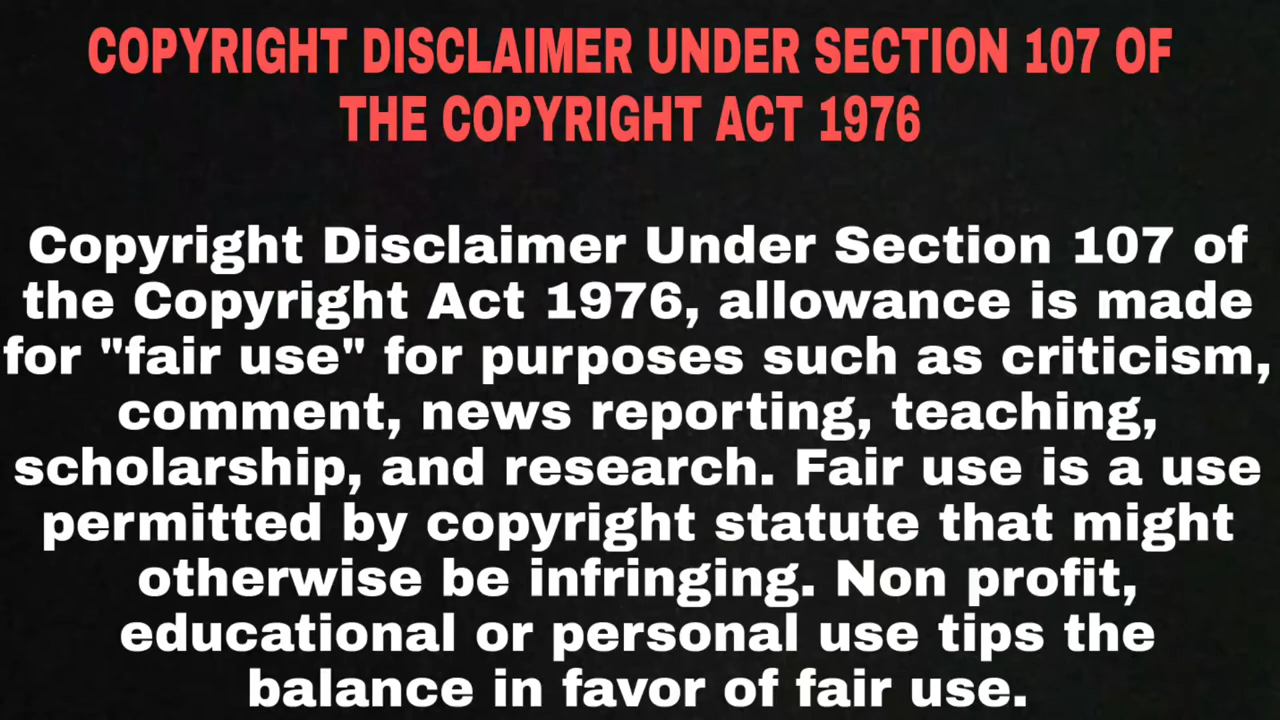 COPYRIGHT DISCLAIMER UNDER SECTION 107 OF
THE COPYRIGHT ACT 1976
Copyright Disclaimer Under Section 107 of
the Copyright Act 1976, allowance is made
for "fair use" for purposes such as criticism,
comment, news reporting, teaching,
scholarship, and research. Fair use is a use
permitted by copyright statute that might
otherwise be infringing. Non profit,
educational or personal use tips the
balance in favor of fair use.